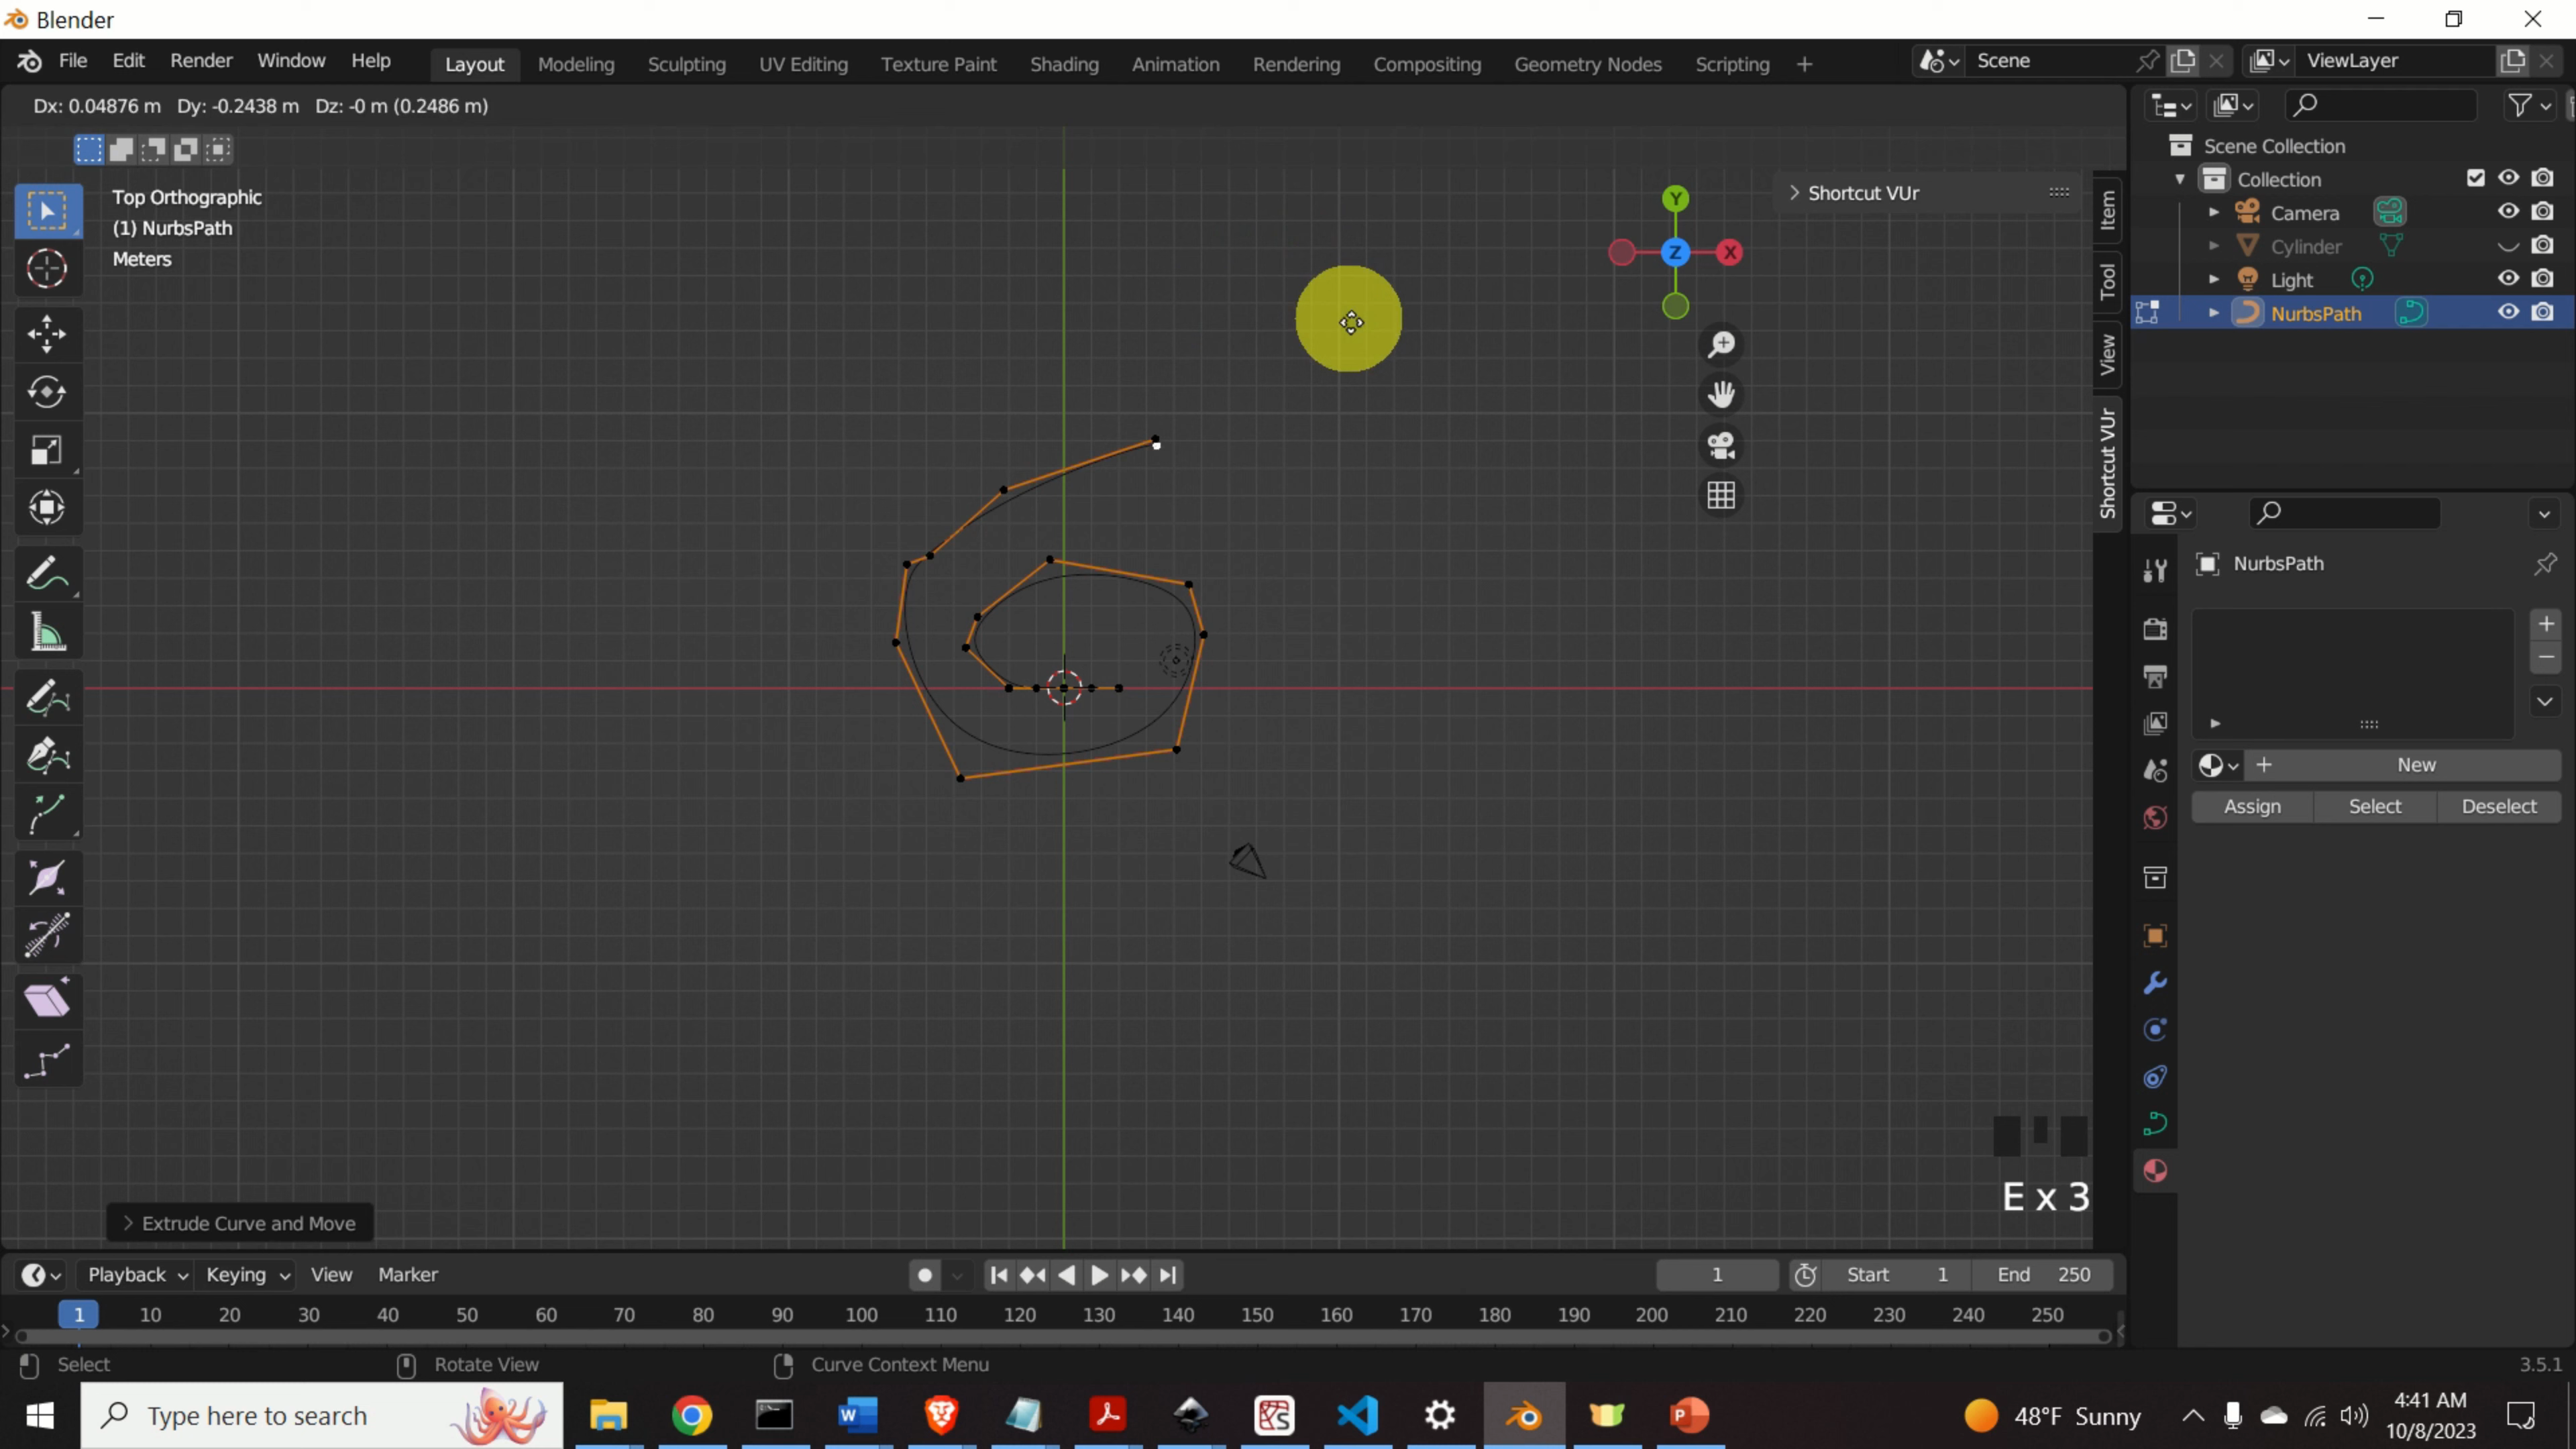 Blender
File Edit Render Window Help Layout Modeling Sculpting UV Editing Texture Paint Shading Animation Rendering Compositing Geometry Nodes Scripting + Scene ViewLayer
Dx: 0.04876 m Dy: -0.2438 m Dz: -0 m (0.2486 m)
Top Orthographic
(1) NurbsPath
Meters
Shortcut VUr
Y
Z
X
Item
Tool
View
Shortcut VUr
Scene Collection
Collection
Camera
Cylinder
Light
NurbsPath
NurbsPath
New
Assign Select Deselect
E x 3
Extrude Curve and Move
Playback Keying View Marker 1 Start 1 End 250
1 10 20 30 40 50 60 70 80 90 100 110 120 130 140 150 160 170 180 190 200 210 220 230 240 250
Select Rotate View Curve Context Menu 3.5.1
Type here to search
48°F Sunny
4:41 AM
10/8/2023